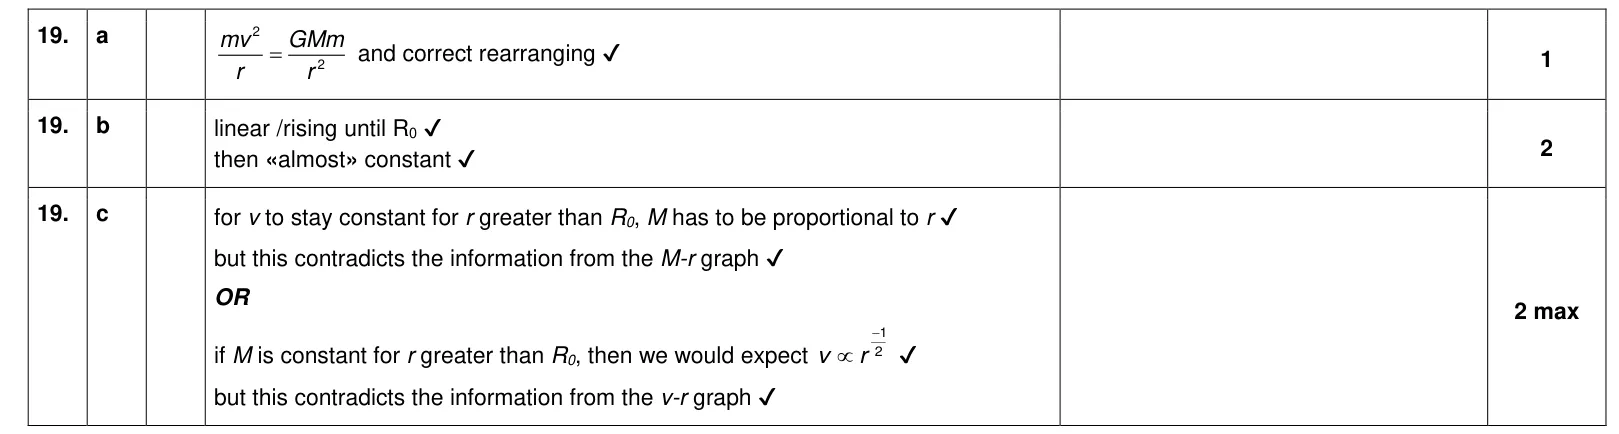 19. a mv²/r = GMm/r² and correct rearranging ✓ 1
19. b linear /rising until R₀ ✓
then «almost» constant ✓ 2
19. c for v to stay constant for r greater than R₀, M has to be proportional to r ✓
but this contradicts the information from the M-r graph ✓
OR
2 max
if M is constant for r greater than R₀, then we would expect v ∝ r^(−1/2) ✓
but this contradicts the information from the v-r graph ✓